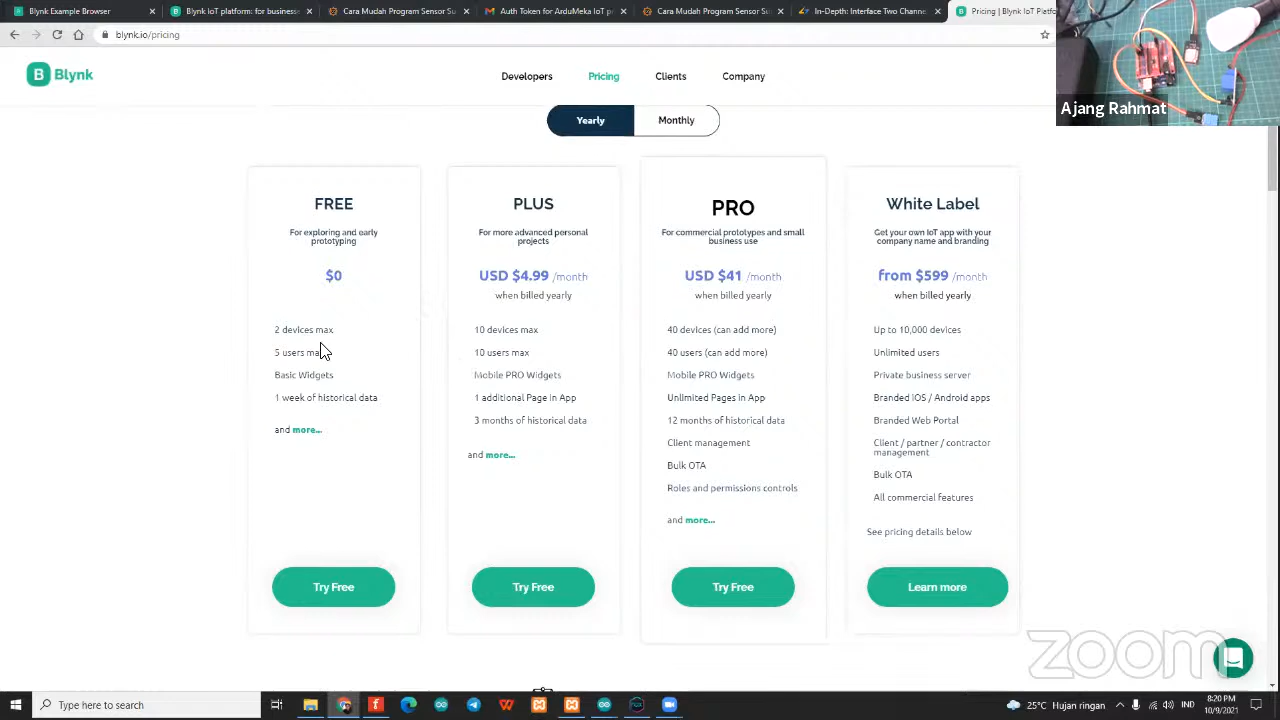 Blynk Example Browser
Blynk IoT platform: for business
Cara Mudah Program Sensor Su
Auth Token for ArduMeka IoT p
Cara Mudah Program Sensor Su
In-Depth: Interface Two Channe
Pricing | Blynk IoT
blynk.io/pricing
B Blynk
Developers
Pricing
Clients
Company
Ajang Rahmat
Yearly
Monthly
FREE
For exploring and early
prototyping
$0
2 devices max
5 users ma
Basic Widgets
1 week of historical data
and more...
Try Free
PLUS
For more advanced personal
projects
USD $4.99 /month
when billed yearly
10 devices max
10 users max
Mobile PRO Widgets
1 additional Page in App
3 months of historical data
and more...
Try Free
PRO
For commercial prototypes and small
business use
USD $41 /month
when billed yearly
40 devices (can add more)
40 users (can add more)
Mobile PRO Widgets
Unlimited Pages in App
12 months of historical data
Client management
Bulk OTA
Roles and permissions controls
and more...
Try Free
White Label
Get your own IoT app with your
company name and branding
from $599 /month
when billed yearly
Up to 10,000 devices
Unlimited users
Private business server
Branded iOS / Android apps
Branded Web Portal
Client / partner / contractor
management
Bulk OTA
All commercial features
See pricing details below
Learn more
zoom
Type here to search
25°C Hujan ringan
IND
8:20 PM
10/9/2021